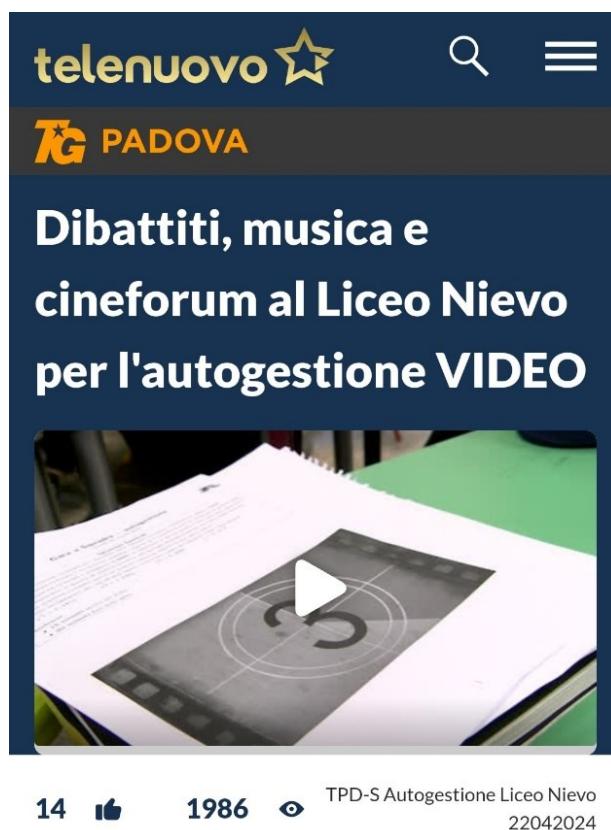 telenuovo
TG PADOVA
Dibattiti, musica e
cineforum al Liceo Nievo
per l'autogestione VIDEO
3
14
1986
TPD-S Autogestione Liceo Nievo
22042024